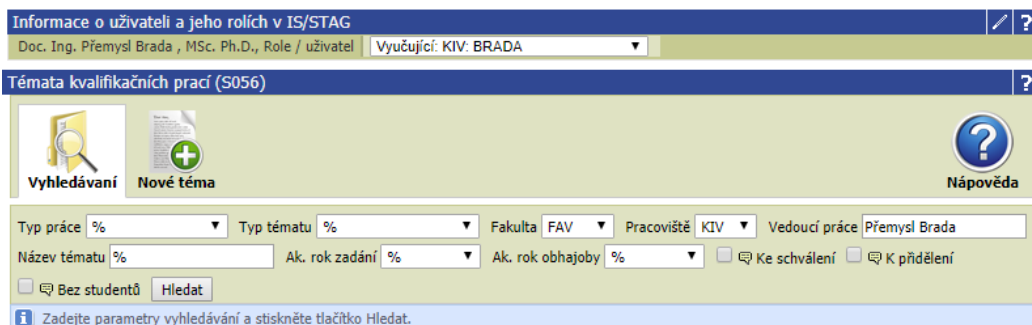 Informace o uživateli a jeho rolích v IS/STAG ?
Doc. Ing. Přemysl Brada , MSc. Ph.D., Role / uživatel Vyučující: KIV: BRADA
Témata kvalifikačních prací (S056) ?
Vyhledávaní Nové téma Nápověda
Typ práce % Typ tématu % Fakulta FAV Pracoviště KIV Vedoucí práce Přemysl Brada
Název tématu % Ak. rok zadání % Ak. rok obhajoby % Ke schválení K přidělení
Bez studentů Hledat
Zadejte parametry vyhledávání a stiskněte tlačítko Hledat.